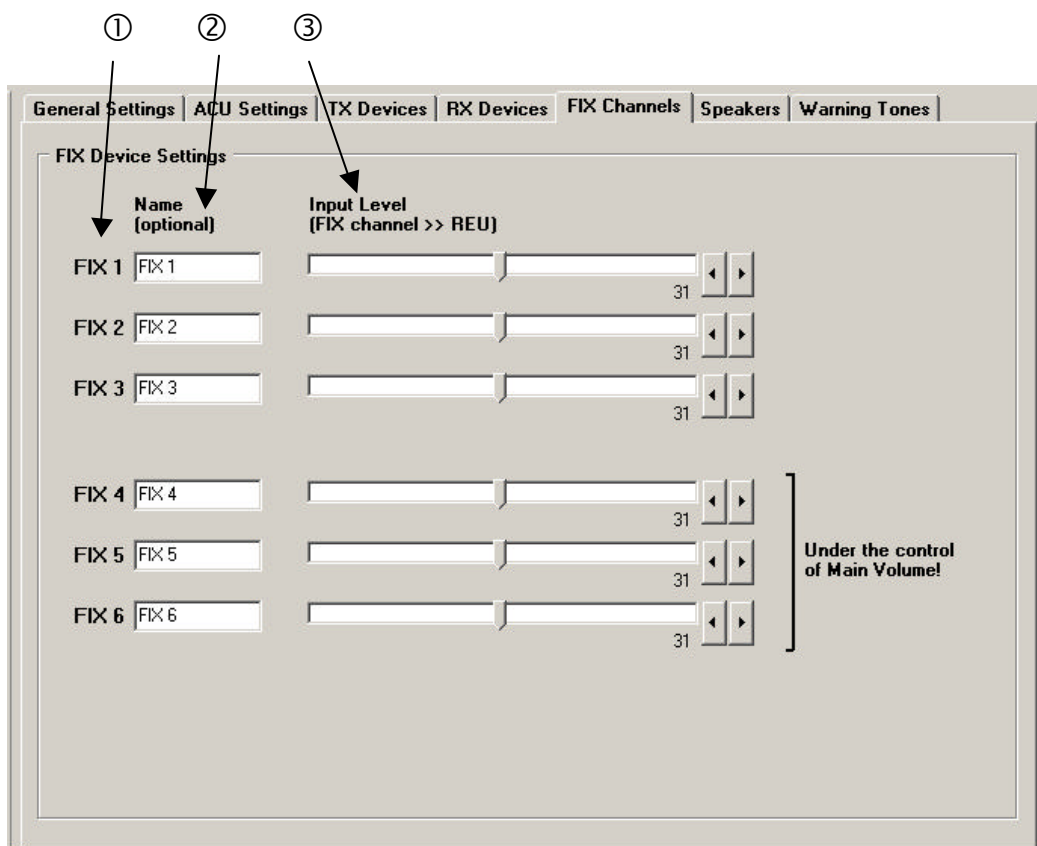 ① ② ③
General Settings ACU Settings TX Devices RX Devices FIX Channels Speakers Warning Tones
FIX Device Settings
Name
(optional)
Input Level
(FIX channel >> REU)
FIX 1 FIX 1 31
FIX 2 FIX 2 31
FIX 3 FIX 3 31
FIX 4 FIX 4 31
FIX 5 FIX 5 31
FIX 6 FIX 6 31
Under the control
of Main Volume!